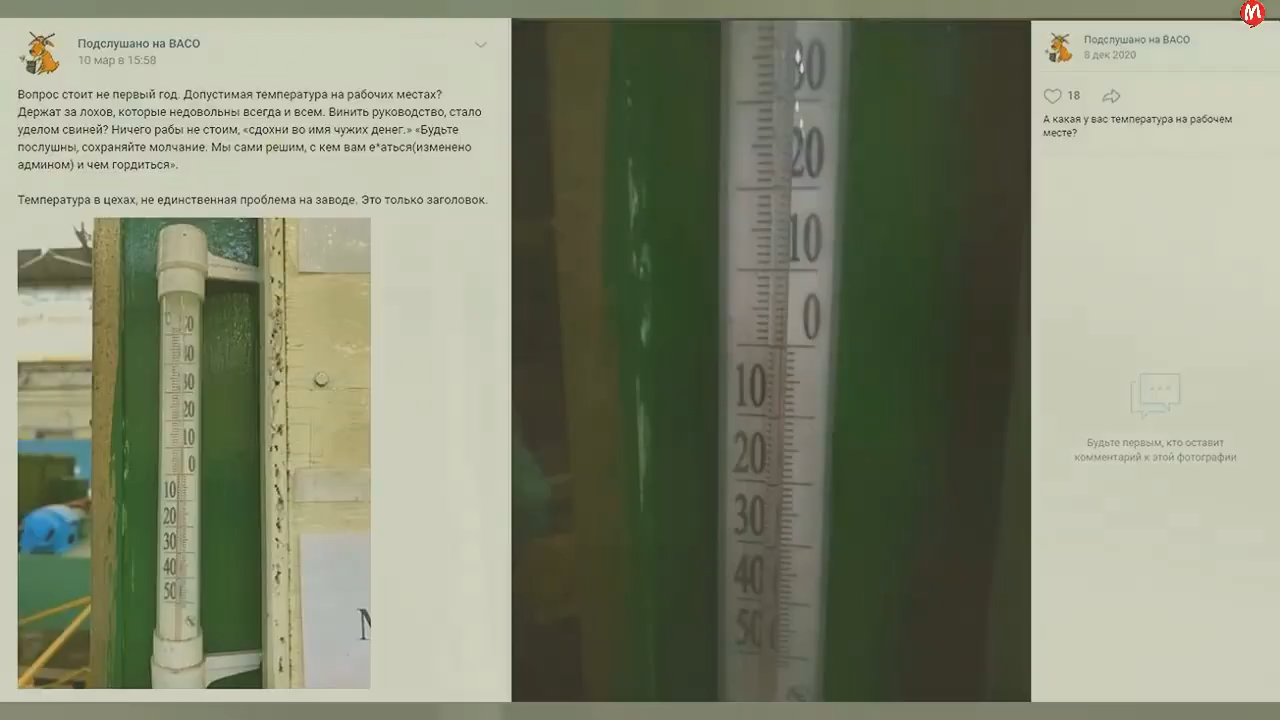 Подслушано на ВАСО
10 мар в 15:58
Вопрос стоит не первый год. Допустимая температура на рабочих местах?
Держат за лохов, которые недовольны всегда и всем. Винить руководство, стало
уделом свиней? Ничего рабы не стоим, «сдохни во имя чужих денег.» «Будьте
послушны, сохраняйте молчание. Мы сами решим, с кем вам е*аться(изменено
админом) и чем гордиться».
Температура в цехах, не единственная проблема на заводе. Это только заголовок.
30
20
10
0
10
20
30
40
50
30
20
10
0
10
20
30
40
50
M
Подслушано на ВАСО
8 дек 2020
18
А какая у вас температура на рабочем
месте?
Будьте первым, кто оставит
комментарий к этой фотографии